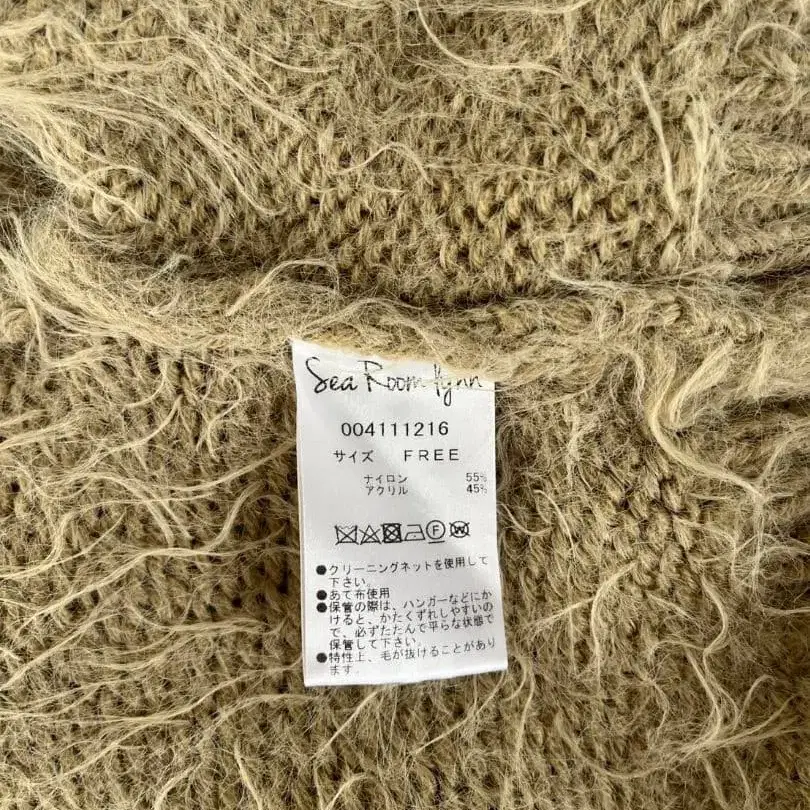 Sea Room lynn
004111216
サイズ FREE
ナイロン 55%
アクリル 45%
F W
●クリーニングネットを使用して
下さい。
●あて布使用
●保管の際は、ハンガーなどにか
けると、かたくずれしやすいの
で、必ずたたんで平らな状態で
保管して下さい。
●特性上、毛が抜けることがあり
ます。